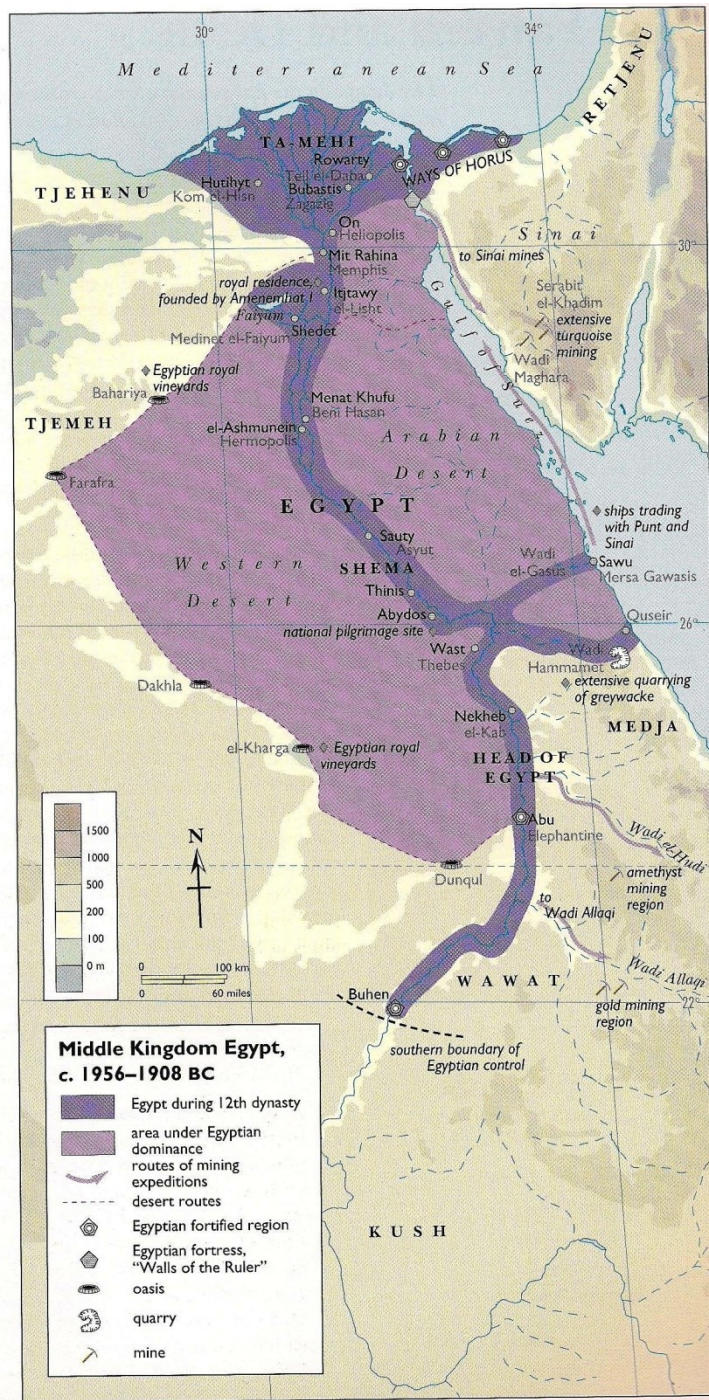 30°
34°
Mediterranean Sea
RETJENU
TA-MEHI
Rowarty
Tell el-Daba
WAYS OF HORUS
Hutihyt
Kom el-Hisn
Bubastis
Zagazig
TJEHENU
On
Heliopolis
Sinai
30°
to Sinai mines
Mit Rahina
Memphis
royal residence,
founded by Amenemhat I
Itjtawy
el-Lisht
Serabit
el-Khadim
extensive
turquoise
mining
Gulf of Suez
Faiyum
Shedet
Medinet el-Faiyum
Wadi
Maghara
Egyptian royal
vineyards
Bahariya
Menat Khufu
Beni Hasan
TJEMEH
el-Ashmunein
Hermopolis
Arabian
Desert
Farafra
EGYPT
ships trading
with Punt and
Sinai
Sauty
Asyut
Western
Desert
SHEMA
Wadi
el-Gasus
Sawu
Mersa Gawasis
Thinis
Abydos
national pilgrimage site
Quseir
26°
Wast
Thebes
Wadi
Hammamet
Dakhla
extensive quarrying
of greywacke
Nekheb
el-Kab
MEDJA
el-Kharga
Egyptian royal
vineyards
HEAD OF
EGYPT
1500
1000
500
200
100
0 m
N
Abu
Elephantine
Wadi el-Hudi
Dunqul
amethyst
mining
region
to
Wadi Allaqi
0 100 km
0 60 miles
WAWAT
Wadi Allaqi
Buhen
gold mining
region
22°
southern boundary of
Egyptian control
Middle Kingdom Egypt,
c. 1956–1908 BC
Egypt during 12th dynasty
area under Egyptian
dominance
routes of mining
expeditions
desert routes
Egyptian fortified region
Egyptian fortress,
"Walls of the Ruler"
oasis
quarry
mine
KUSH
34°